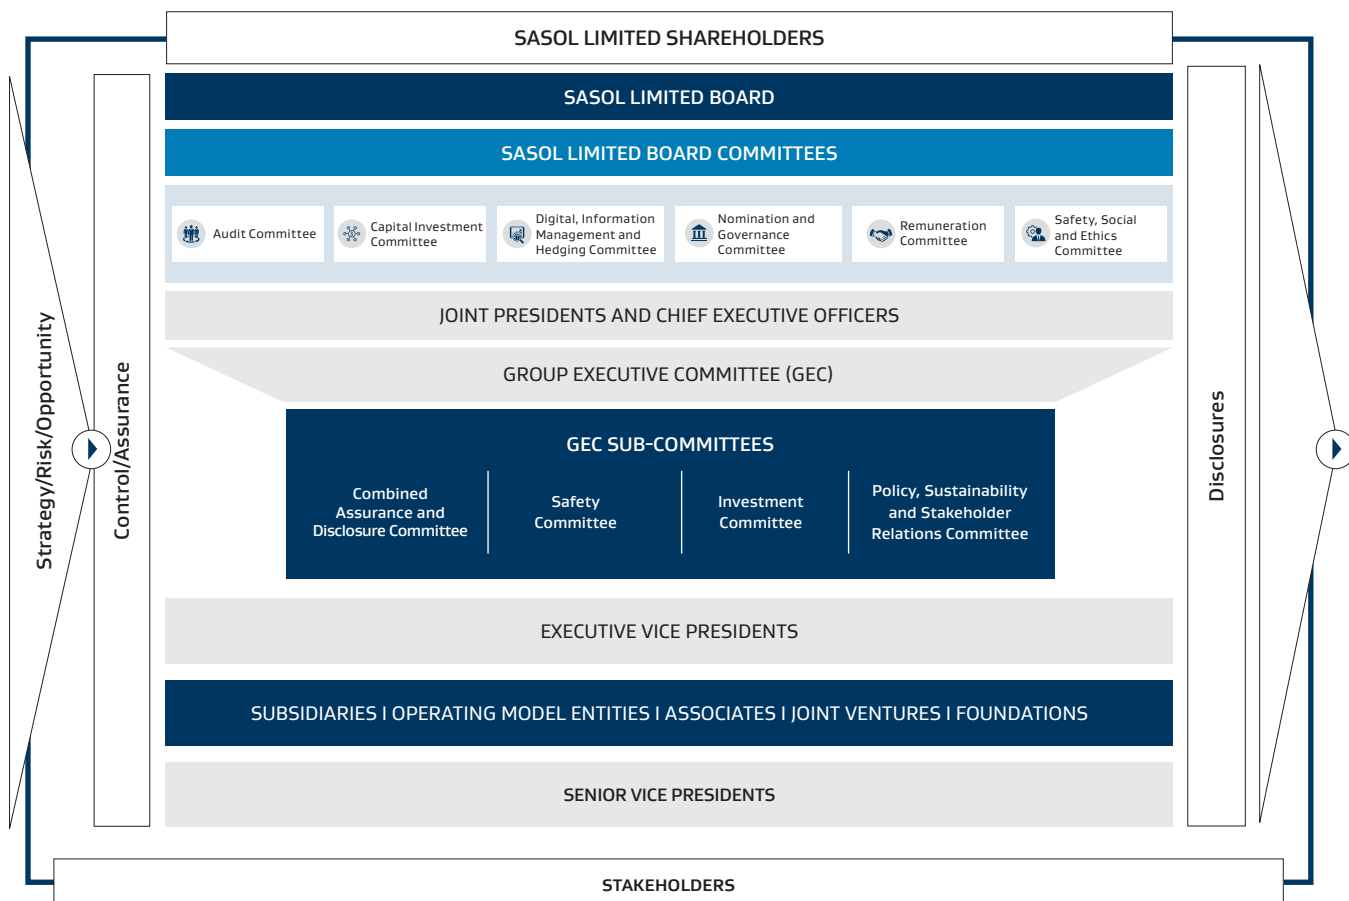 SASOL LIMITED SHAREHOLDERS
SASOL LIMITED BOARD
SASOL LIMITED BOARD COMMITTEES
Audit Committee
Capital Investment
Committee
Digital, Information
Management and
Hedging Committee
Nomination and
Governance
Committee
Remuneration
Committee
Safety, Social
and Ethics
Committee
JOINT PRESIDENTS AND CHIEF EXECUTIVE OFFICERS
GROUP EXECUTIVE COMMITTEE (GEC)
GEC SUB-COMMITTEES
Combined
Assurance and
Disclosure Committee
Safety
Committee
Investment
Committee
Policy, Sustainability
and Stakeholder
Relations Committee
EXECUTIVE VICE PRESIDENTS
SUBSIDIARIES I OPERATING MODEL ENTITIES I ASSOCIATES I JOINT VENTURES I FOUNDATIONS
SENIOR VICE PRESIDENTS
STAKEHOLDERS
Strategy/Risk/Opportunity
Control/Assurance
Disclosures